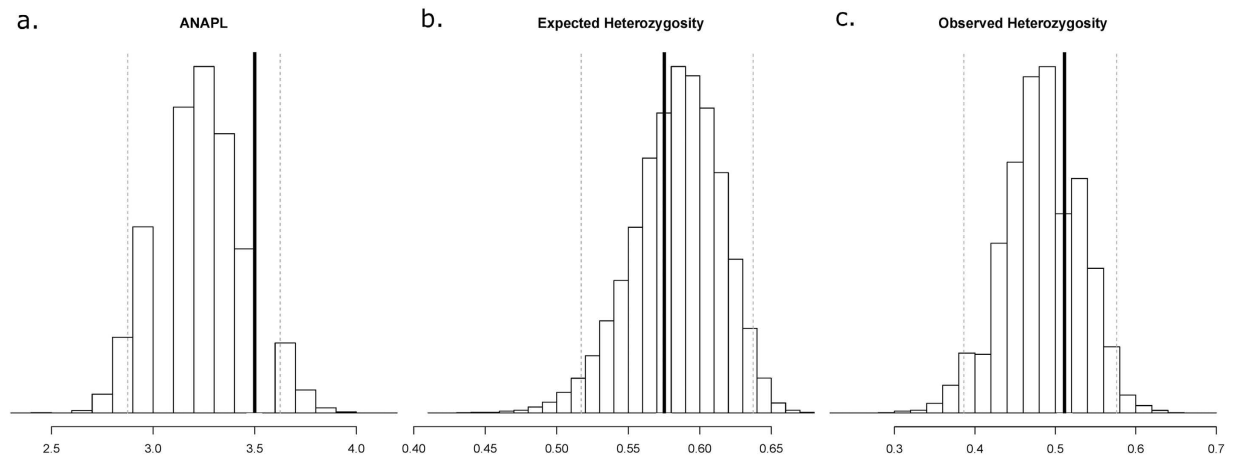 a. ANAPL
b. Expected Heterozygosity
c. Observed Heterozygosity
2.5 3.0 3.5 4.0
0.40 0.45 0.50 0.55 0.60 0.65
0.3 0.4 0.5 0.6 0.7